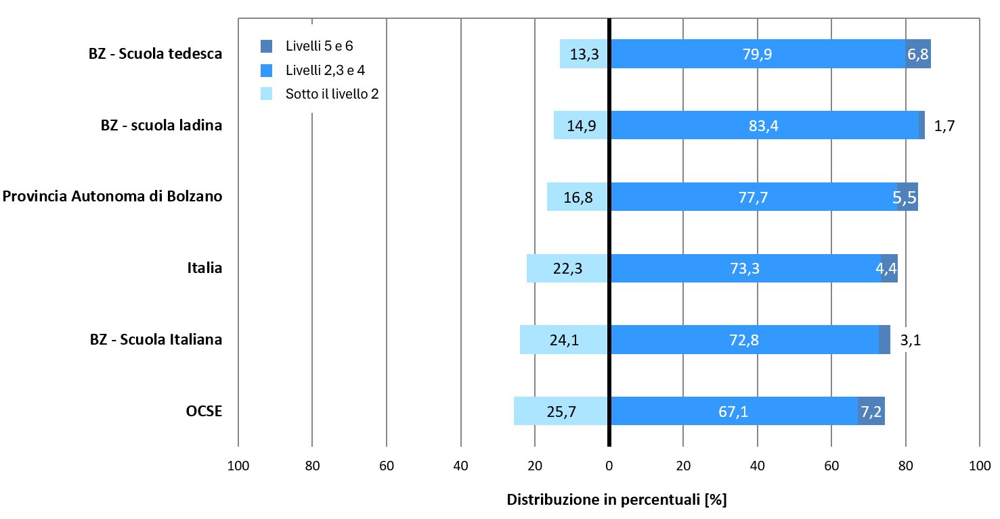 Livelli 5 e 6
Livelli 2,3 e 4
Sotto il livello 2
BZ - Scuola tedesca 13,3 79,9 6,8
BZ - scuola ladina 14,9 83,4 1,7
Provincia Autonoma di Bolzano 16,8 77,7 5,5
Italia 22,3 73,3 4,4
BZ - Scuola Italiana 24,1 72,8 3,1
OCSE 25,7 67,1 7,2
100 80 60 40 20 0 20 40 60 80 100
Distribuzione in percentuali [%]